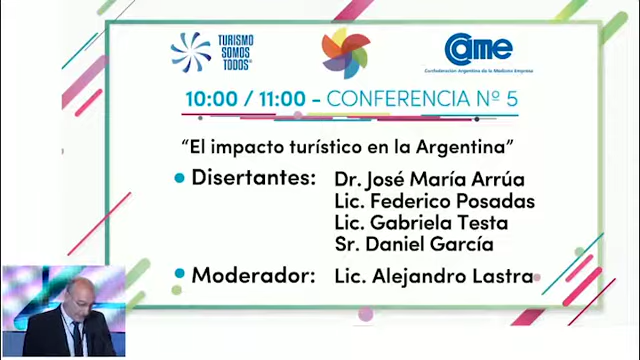 TURISMO
SOMOS
TODOS
came
Confederación Argentina de la Mediana Empresa
10:00 / 11:00 - CONFERENCIA Nº 5
“El impacto turístico en la Argentina”
Disertantes: Dr. José María Arrúa
Lic. Federico Posadas
Lic. Gabriela Testa
Sr. Daniel García
Moderador: Lic. Alejandro Lastra